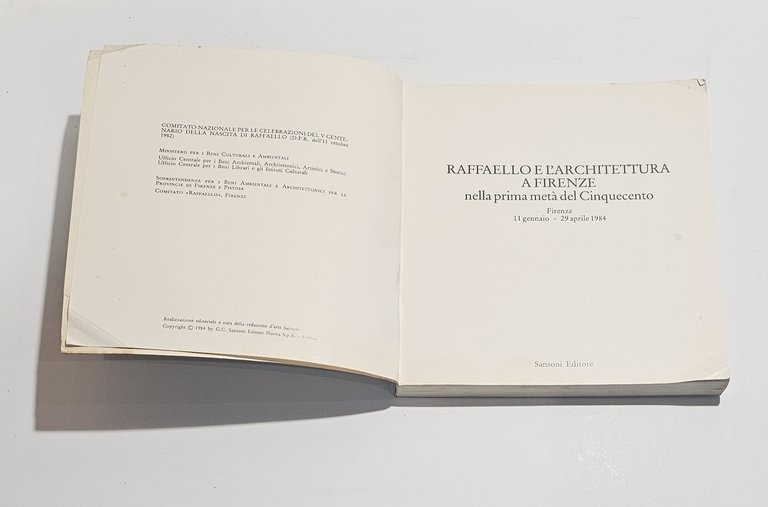 COMITATO NAZIONALE PER LE CELEBRAZIONI DEL V CENTE-
NARIO DELLA NASCITA DI RAFFAELLO (D.P.R. dell'11 ottobre
1982)
MINISTERO PER I BENI CULTURALI E AMBIENTALI
Ufficio Centrale per i Beni Ambientali, Architettonici, Artistici e Storici
Ufficio Centrale per i Beni Librari e gli Istituti Culturali
SOPRINTENDENZA PER I BENI AMBIENTALI E ARCHITETTONICI PER LE
PROVINCIE DI FIRENZE E PISTOIA
COMITATO «RAFFAELLO», FIRENZE
Realizzazione editoriale a cura della redazione d'arte Sansoni
Copyright © 1984 by G.C. Sansoni Editore Nuova S.p.A. - Firenze
RAFFAELLO E L'ARCHITETTURA
A FIRENZE
nella prima metà del Cinquecento
Firenze
11 gennaio - 29 aprile 1984
Sansoni Editore